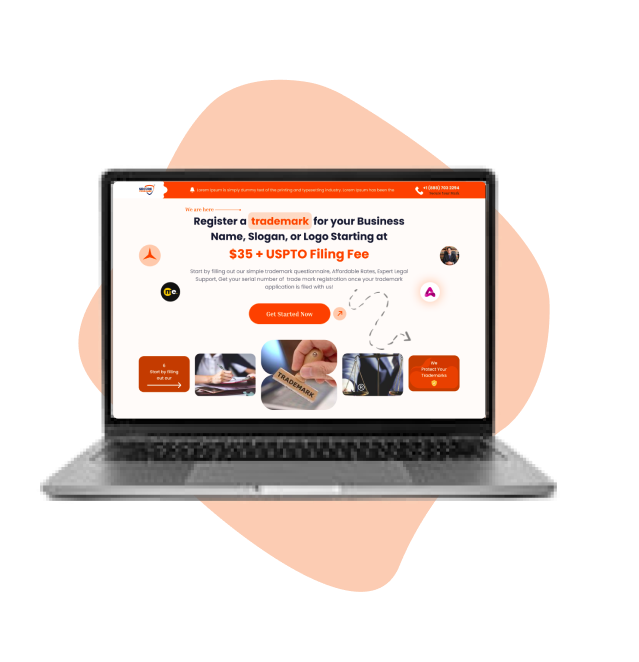 Lorem Ipsum is simply dummy text of the printing and typesetting industry. Lorem Ipsum has been the
We are here
Register a trademark for your Business
Name, Slogan, or Logo Starting at
$35 + USPTO Filing Fee
Start by filling out our simple trademark questionnaire, Affordable Rates, Expert Legal
Support, Get your serial number of trade mark registration once your trademark
application is filed with us!
me.
Get Started Now
Start by filling
out our
TRADEMARK
We
Protect Your
Trademarks